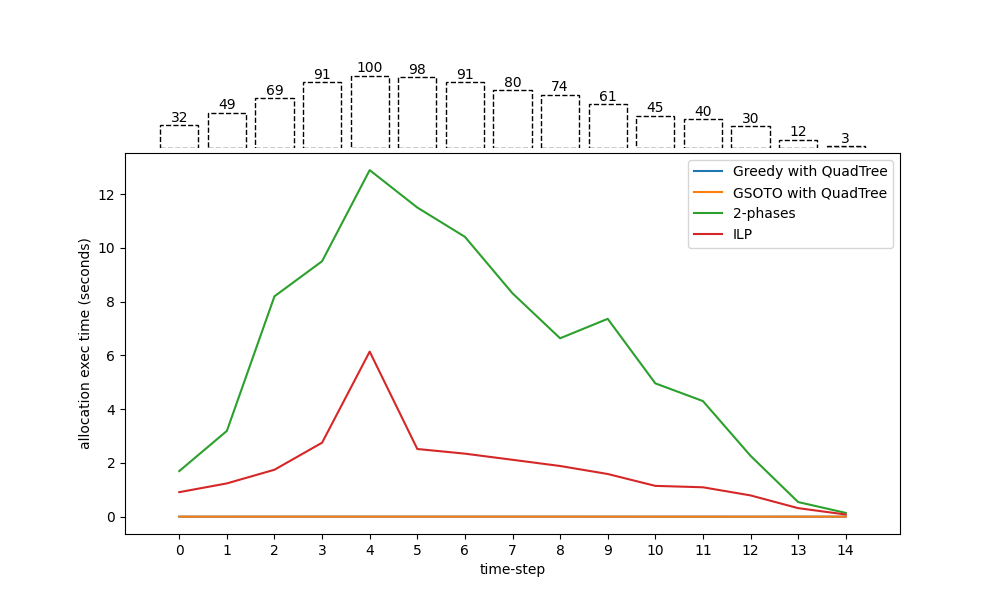 32 49 69 91 100 98 91 80 74 61 45 40 30 12 3
Greedy with QuadTree
GSOTO with QuadTree
2-phases
ILP
allocation exec time (seconds)
12
10
8
6
4
2
0
0 1 2 3 4 5 6 7 8 9 10 11 12 13 14
time-step